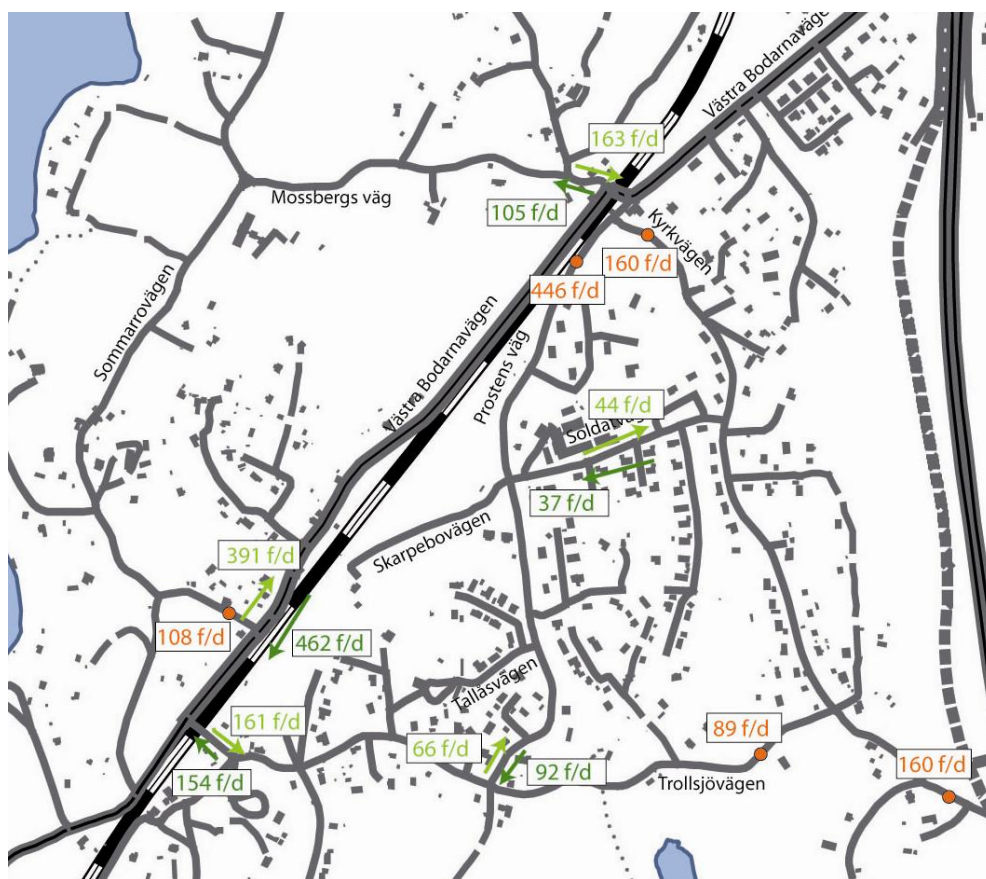 Västra Bodarnavägen
163 f/d
Mossbergs väg
105 f/d
Kyrkvägen
160 f/d
446 f/d
Sommarrovägen
Västra Bodarnavägen
Prostens väg
44 f/d
37 f/d
Skarpebovägen
391 f/d
108 f/d
462 f/d
Tallåsvägen
161 f/d
66 f/d
89 f/d
154 f/d
92 f/d
Trollsjövägen
160 f/d